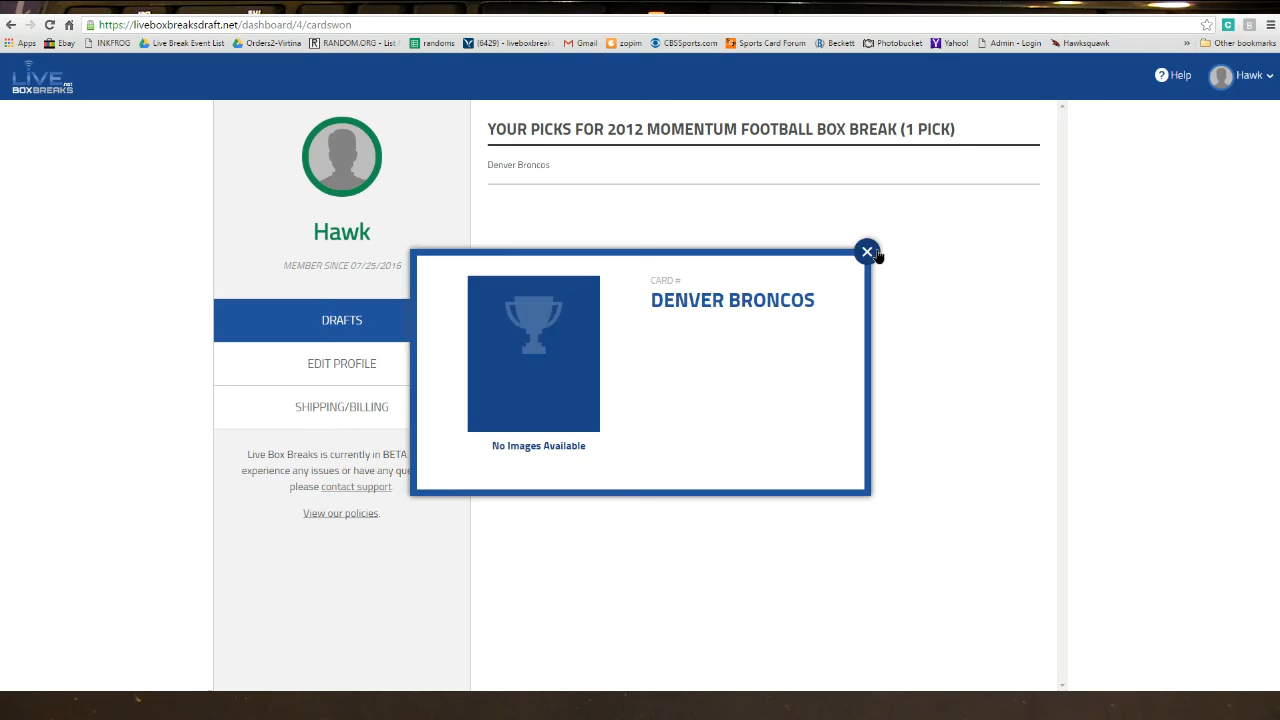 https://liveboxbreaksdraft.net/dashboard/4/cardswon
Apps Ebay INKFROG Live Break Event List Orders2-Virtina RANDOM.ORG - List randoms (6429) - liveboxbreak Gmail zopim CBSSports.com Sports Card Forum Beckett Photobucket Yahoo! Admin - Login Hawksquawk » Other bookmarks
LIVE.net
BOXBREAKS
? Help
Hawk
YOUR PICKS FOR 2012 MOMENTUM FOOTBALL BOX BREAK (1 PICK)
Denver Broncos
Hawk
MEMBER SINCE 07/25/2016
DRAFTS
EDIT PROFILE
SHIPPING/BILLING
Live Box Breaks is currently in BETA
experience any issues or have any que
please contact support.
View our policies.
CARD #
DENVER BRONCOS
No Images Available